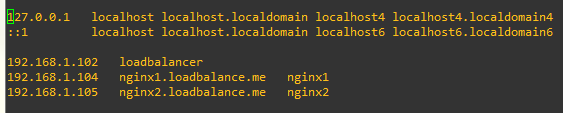 127.0.0.1   localhost localhost.localdomain localhost4 localhost4.localdomain4
::1         localhost localhost.localdomain localhost6 localhost6.localdomain6
192.168.1.102   loadbalancer
192.168.1.104   nginx1.loadbalance.me   nginx1
192.168.1.105   nginx2.loadbalance.me   nginx2